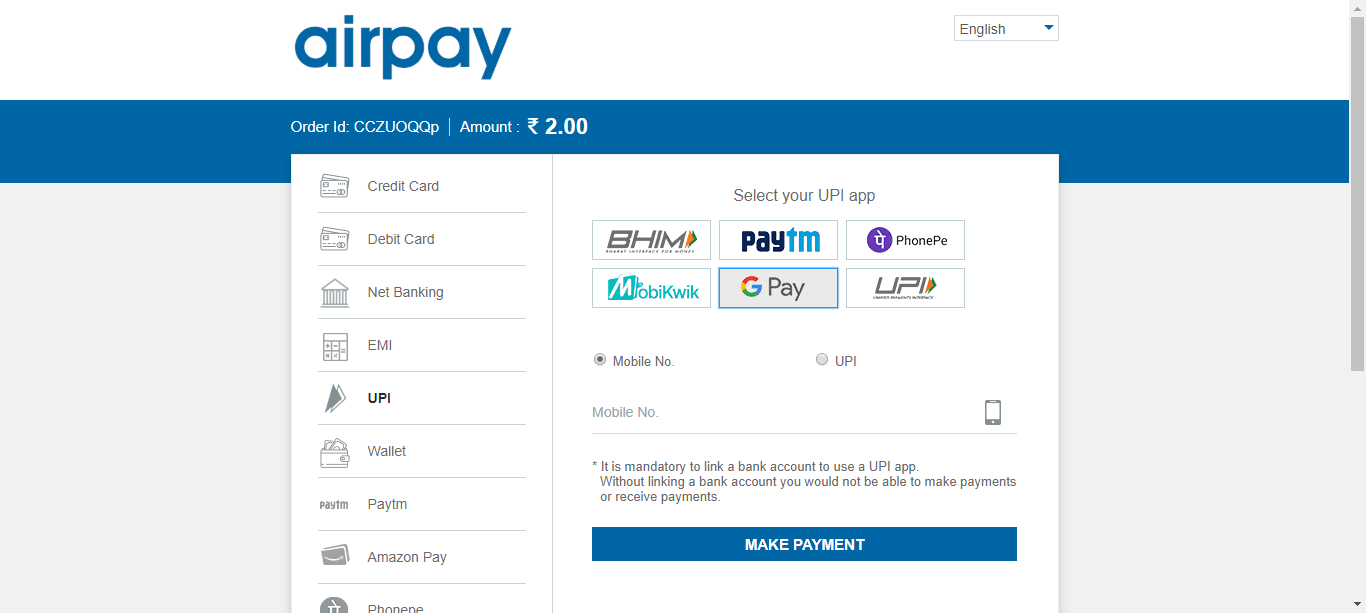 airpay
English
Order Id: CCZUOQQp | Amount : ₹ 2.00
Credit Card
Debit Card
Net Banking
EMI
UPI
Wallet
Paytm
Paytm
Amazon Pay
Phonepe
Select your UPI app
BHIM
BHARAT INTERFACE FOR MONEY
Paytm
PhonePe
MobiKwik
G Pay
UPI
UNIFIED PAYMENTS INTERFACE
Mobile No.
UPI
Mobile No.
* It is mandatory to link a bank account to use a UPI app.
Without linking a bank account you would not be able to make payments
or receive payments.
MAKE PAYMENT